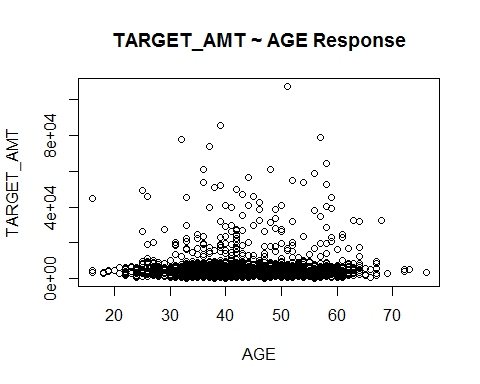 TARGET_AMT ~ AGE Response
TARGET_AMT
0e+00 4e+04 8e+04
20 30 40 50 60 70
AGE